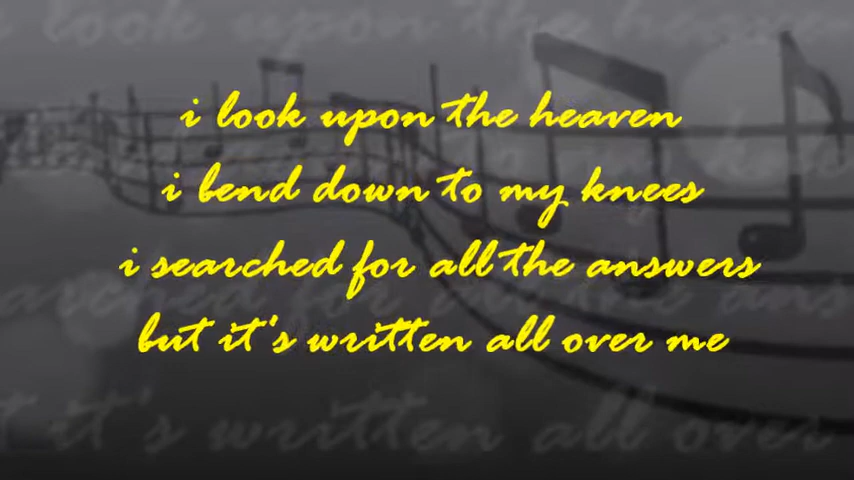 i look upon the heaven
i bend down to my knees
i searched for all the answers
but it's written all over me